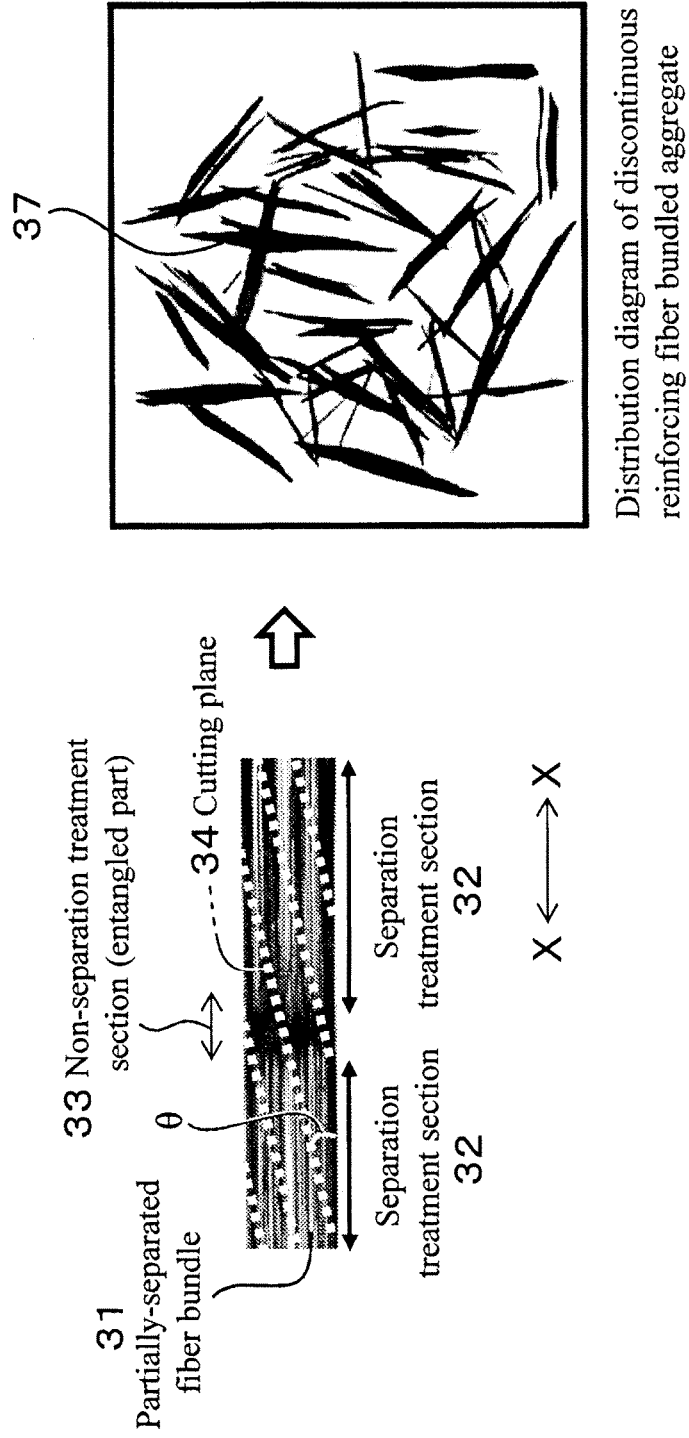 31
Partially-separated
fiber bundle
θ
33 Non-separation treatment
section (entangled part)
34 Cutting plane
Separation
treatment section
32
Separation
treatment section
32
X
X
37
Distribution diagram of discontinuous
reinforcing fiber bundled aggregate